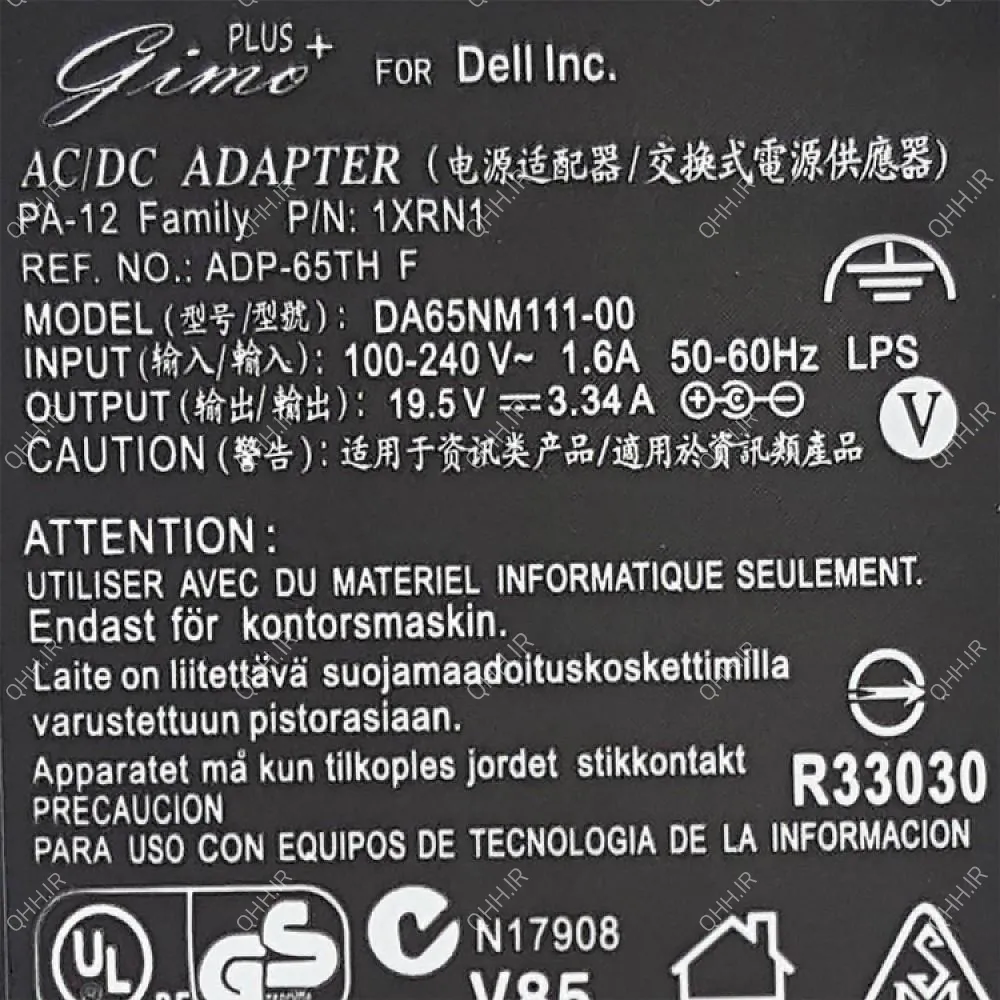 Gimo PLUS + FOR Dell Inc.
AC/DC ADAPTER (电源适配器/交换式電源供應器)
PA-12 Family P/N: 1XRN1
REF. NO.: ADP-65TH F
MODEL (型号/型號): DA65NM111-00
INPUT (输入/輸入): 100-240 V~ 1.6A 50-60Hz LPS
OUTPUT (输出/輸出): 19.5V ⎓ 3.34A
V
CAUTION (警告): 适用于资讯类产品/適用於資訊類産品
ATTENTION :
UTILISER AVEC DU MATERIEL INFORMATIQUE SEULEMENT.
Endast för kontorsmaskin.
Laite on liitettävä suojamaadoituskoskettimilla
varustettuun pistorasiaan.
Apparatet må kun tilkoples jordet stikkontakt
R33030
PRECAUCION
PARA USO CON EQUIPOS DE TECNOLOGIA DE LA INFORMACION
UL GS N17908
V85
QHH.IR